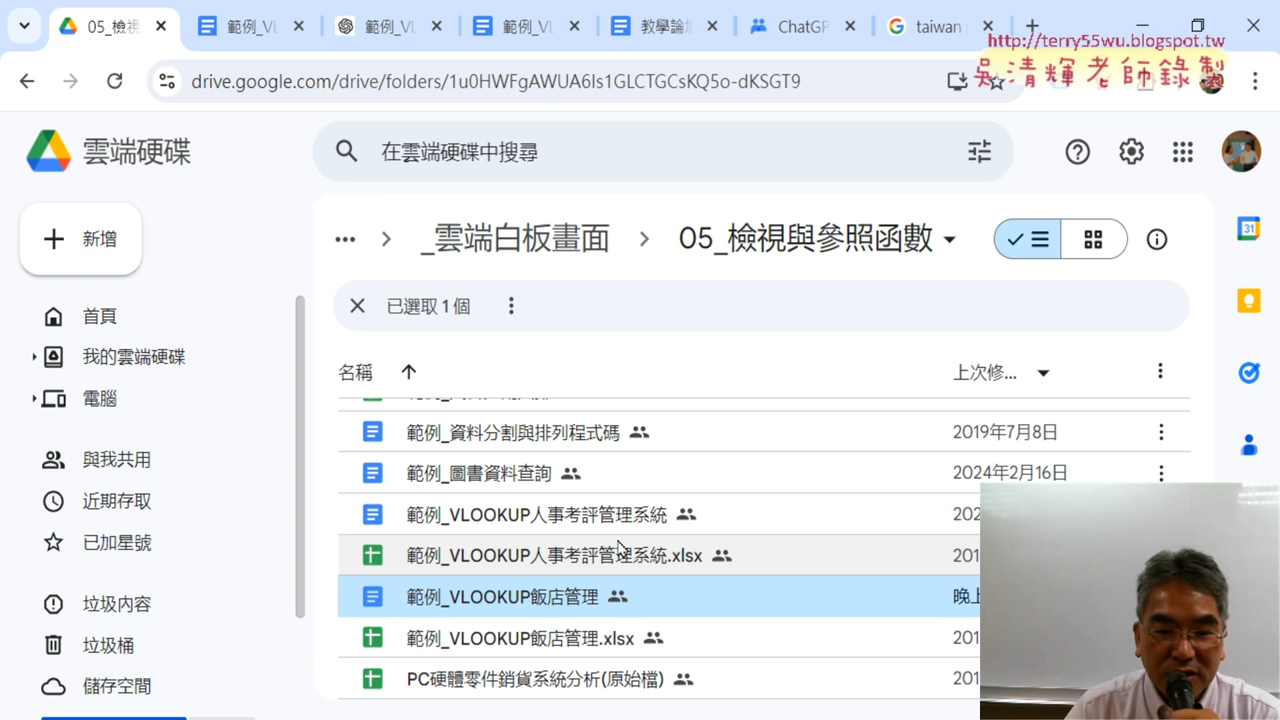 05_檢視
範例_VL
範例_VL
範例_VL
教學論壇
ChatGP
taiwan
http://terry55wu.blogspot.tw
吳清輝老師錄製
drive.google.com/drive/folders/1uHWFgAWUA6Is1GLCTGCsKQ5o-dKSGT9
雲端硬碟
在雲端硬碟中搜尋
新增
_雲端白板畫面
05_檢視與參照函數
31
首頁
已選取 1 個
我的雲端硬碟
名稱
上次修...
電腦
範例_資料分割與排列程式碼
2019年7月8日
與我共用
範例_圖書資料查詢
2024年2月16日
近期存取
範例_VLOOKUP人事考評管理系統
202
已加星號
範例_VLOOKUP人事考評管理系統.xlsx
201
垃圾內容
範例_VLOOKUP飯店管理
晚上
垃圾桶
範例_VLOOKUP飯店管理.xlsx
201
儲存空間
PC硬體零件銷貨系統分析(原始檔)
201